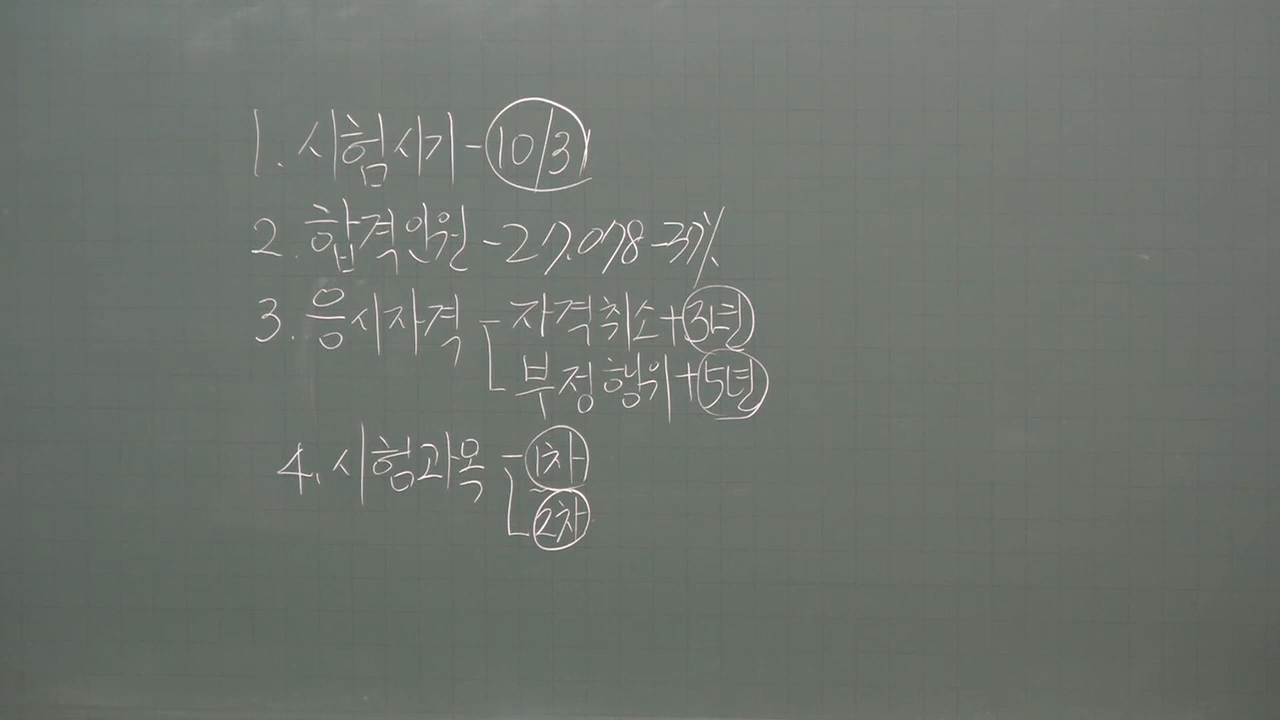 1. 시험시기 - 10/31
2. 합격인원 - 27.078 - 37%
3. 응시자격 - 자격취소 + 3년
부정행위 + 5년
4. 시험과목 - 1차
2차